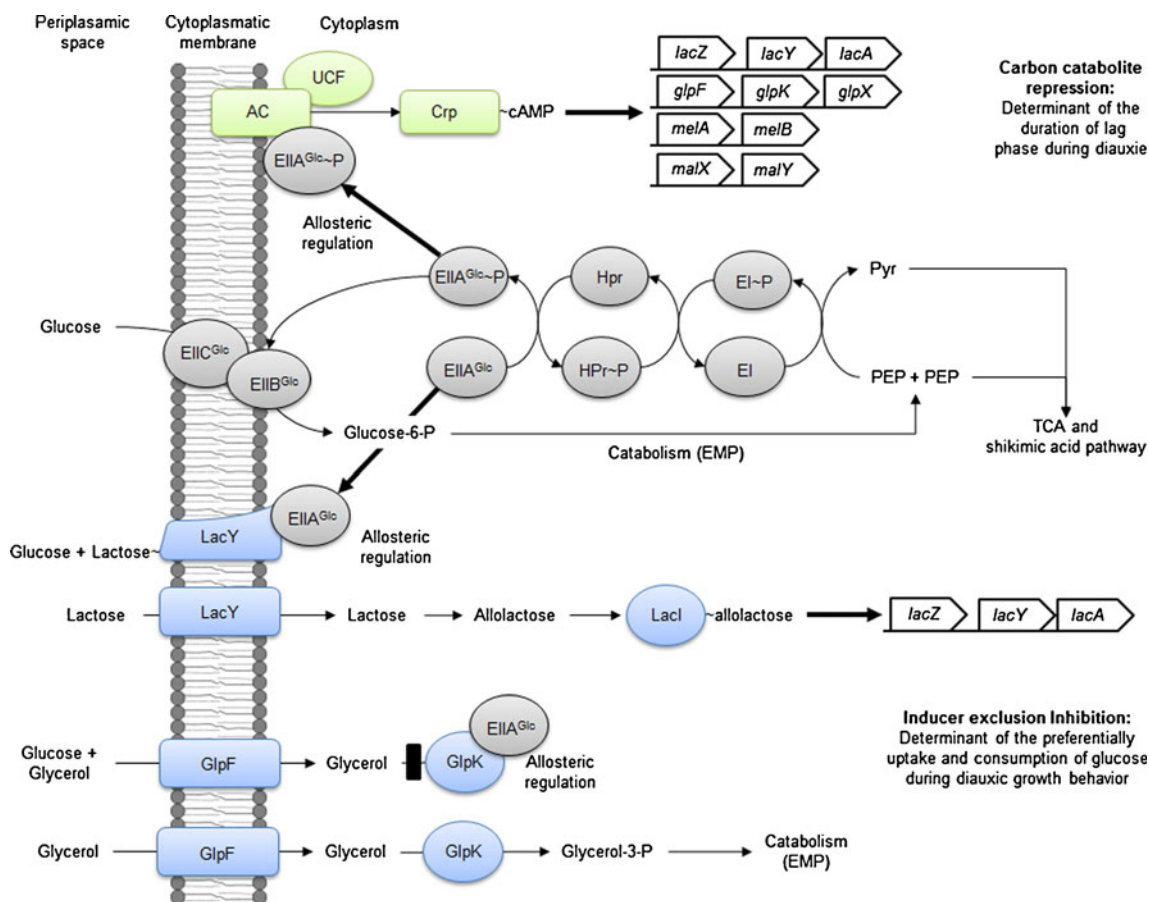 Periplasamic
space
Cytoplasmatic
membrane
Cytoplasm
UCF
AC
Crp
~cAMP
EIIAGlc~P
lacZ
lacY
lacA
glpF
glpK
glpX
melA
melB
malX
malY
Carbon catabolite
repression:
Determinant of the
duration of lag
phase during diauxie
Allosteric
regulation
EIIAGlc~P
Hpr
EI~P
Pyr
Glucose
EIICGlc
EIIBGlc
EIIAGlc
HPr~P
EI
PEP + PEP
Glucose-6-P
Catabolism (EMP)
TCA and
shikimic acid pathway
EIIAGlc
LacY
Allosteric
regulation
Glucose + Lactose~
Lactose
LacY
Lactose
Allolactose
LacI
~allolactose
lacZ
lacY
lacA
Glucose +
Glycerol
GlpF
Glycerol
EIIAGlc
GlpK
Allosteric
regulation
Inducer exclusion Inhibition:
Determinant of the preferentially
uptake and consumption of glucose
during diauxic growth behavior
Glycerol
GlpF
Glycerol
GlpK
Glycerol-3-P
Catabolism
(EMP)